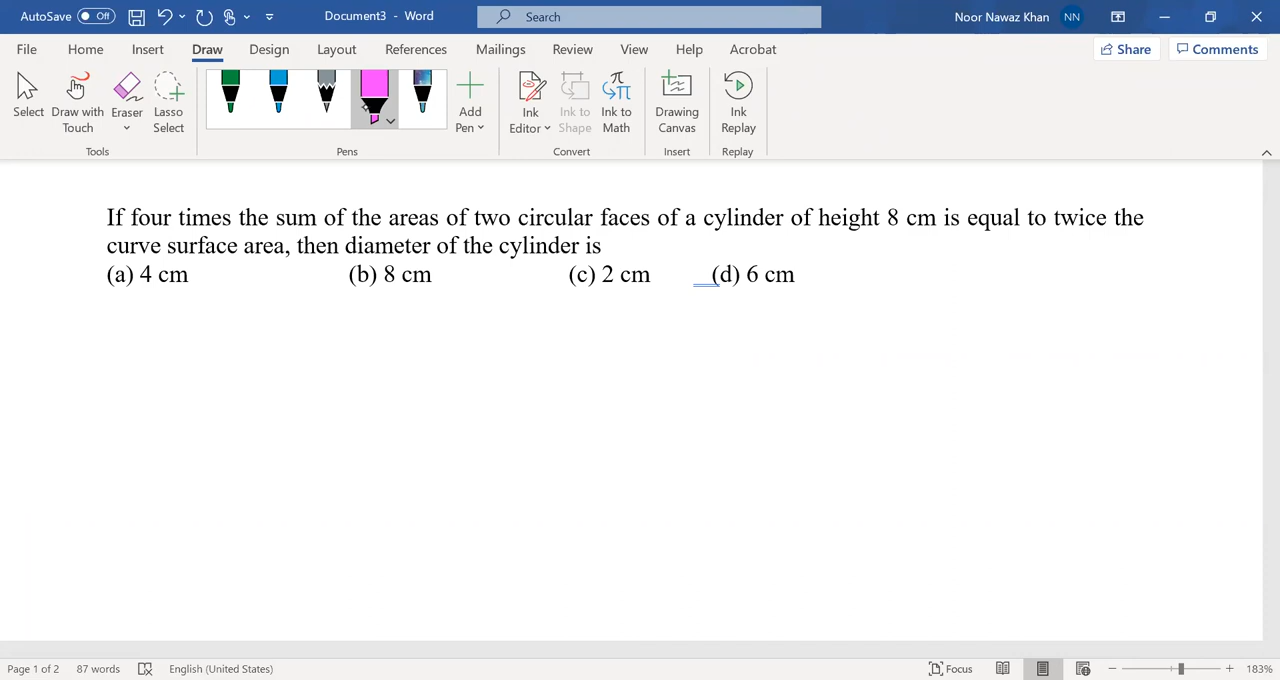 AutoSave Off Document3 - Word Search Noor Nawaz Khan NN
File Home Insert Draw Design Layout References Mailings Review View Help Acrobat Share Comments
Select Draw with Touch Eraser Lasso Select Add Pen Ink Editor Ink to Shape Ink to Math Drawing Canvas Ink Replay
Tools Pens Convert Insert Replay
If four times the sum of the areas of two circular faces of a cylinder of height 8 cm is equal to twice the
curve surface area, then diameter of the cylinder is
(a) 4 cm (b) 8 cm (c) 2 cm (d) 6 cm
Page 1 of 2 87 words English (United States) Focus 183%